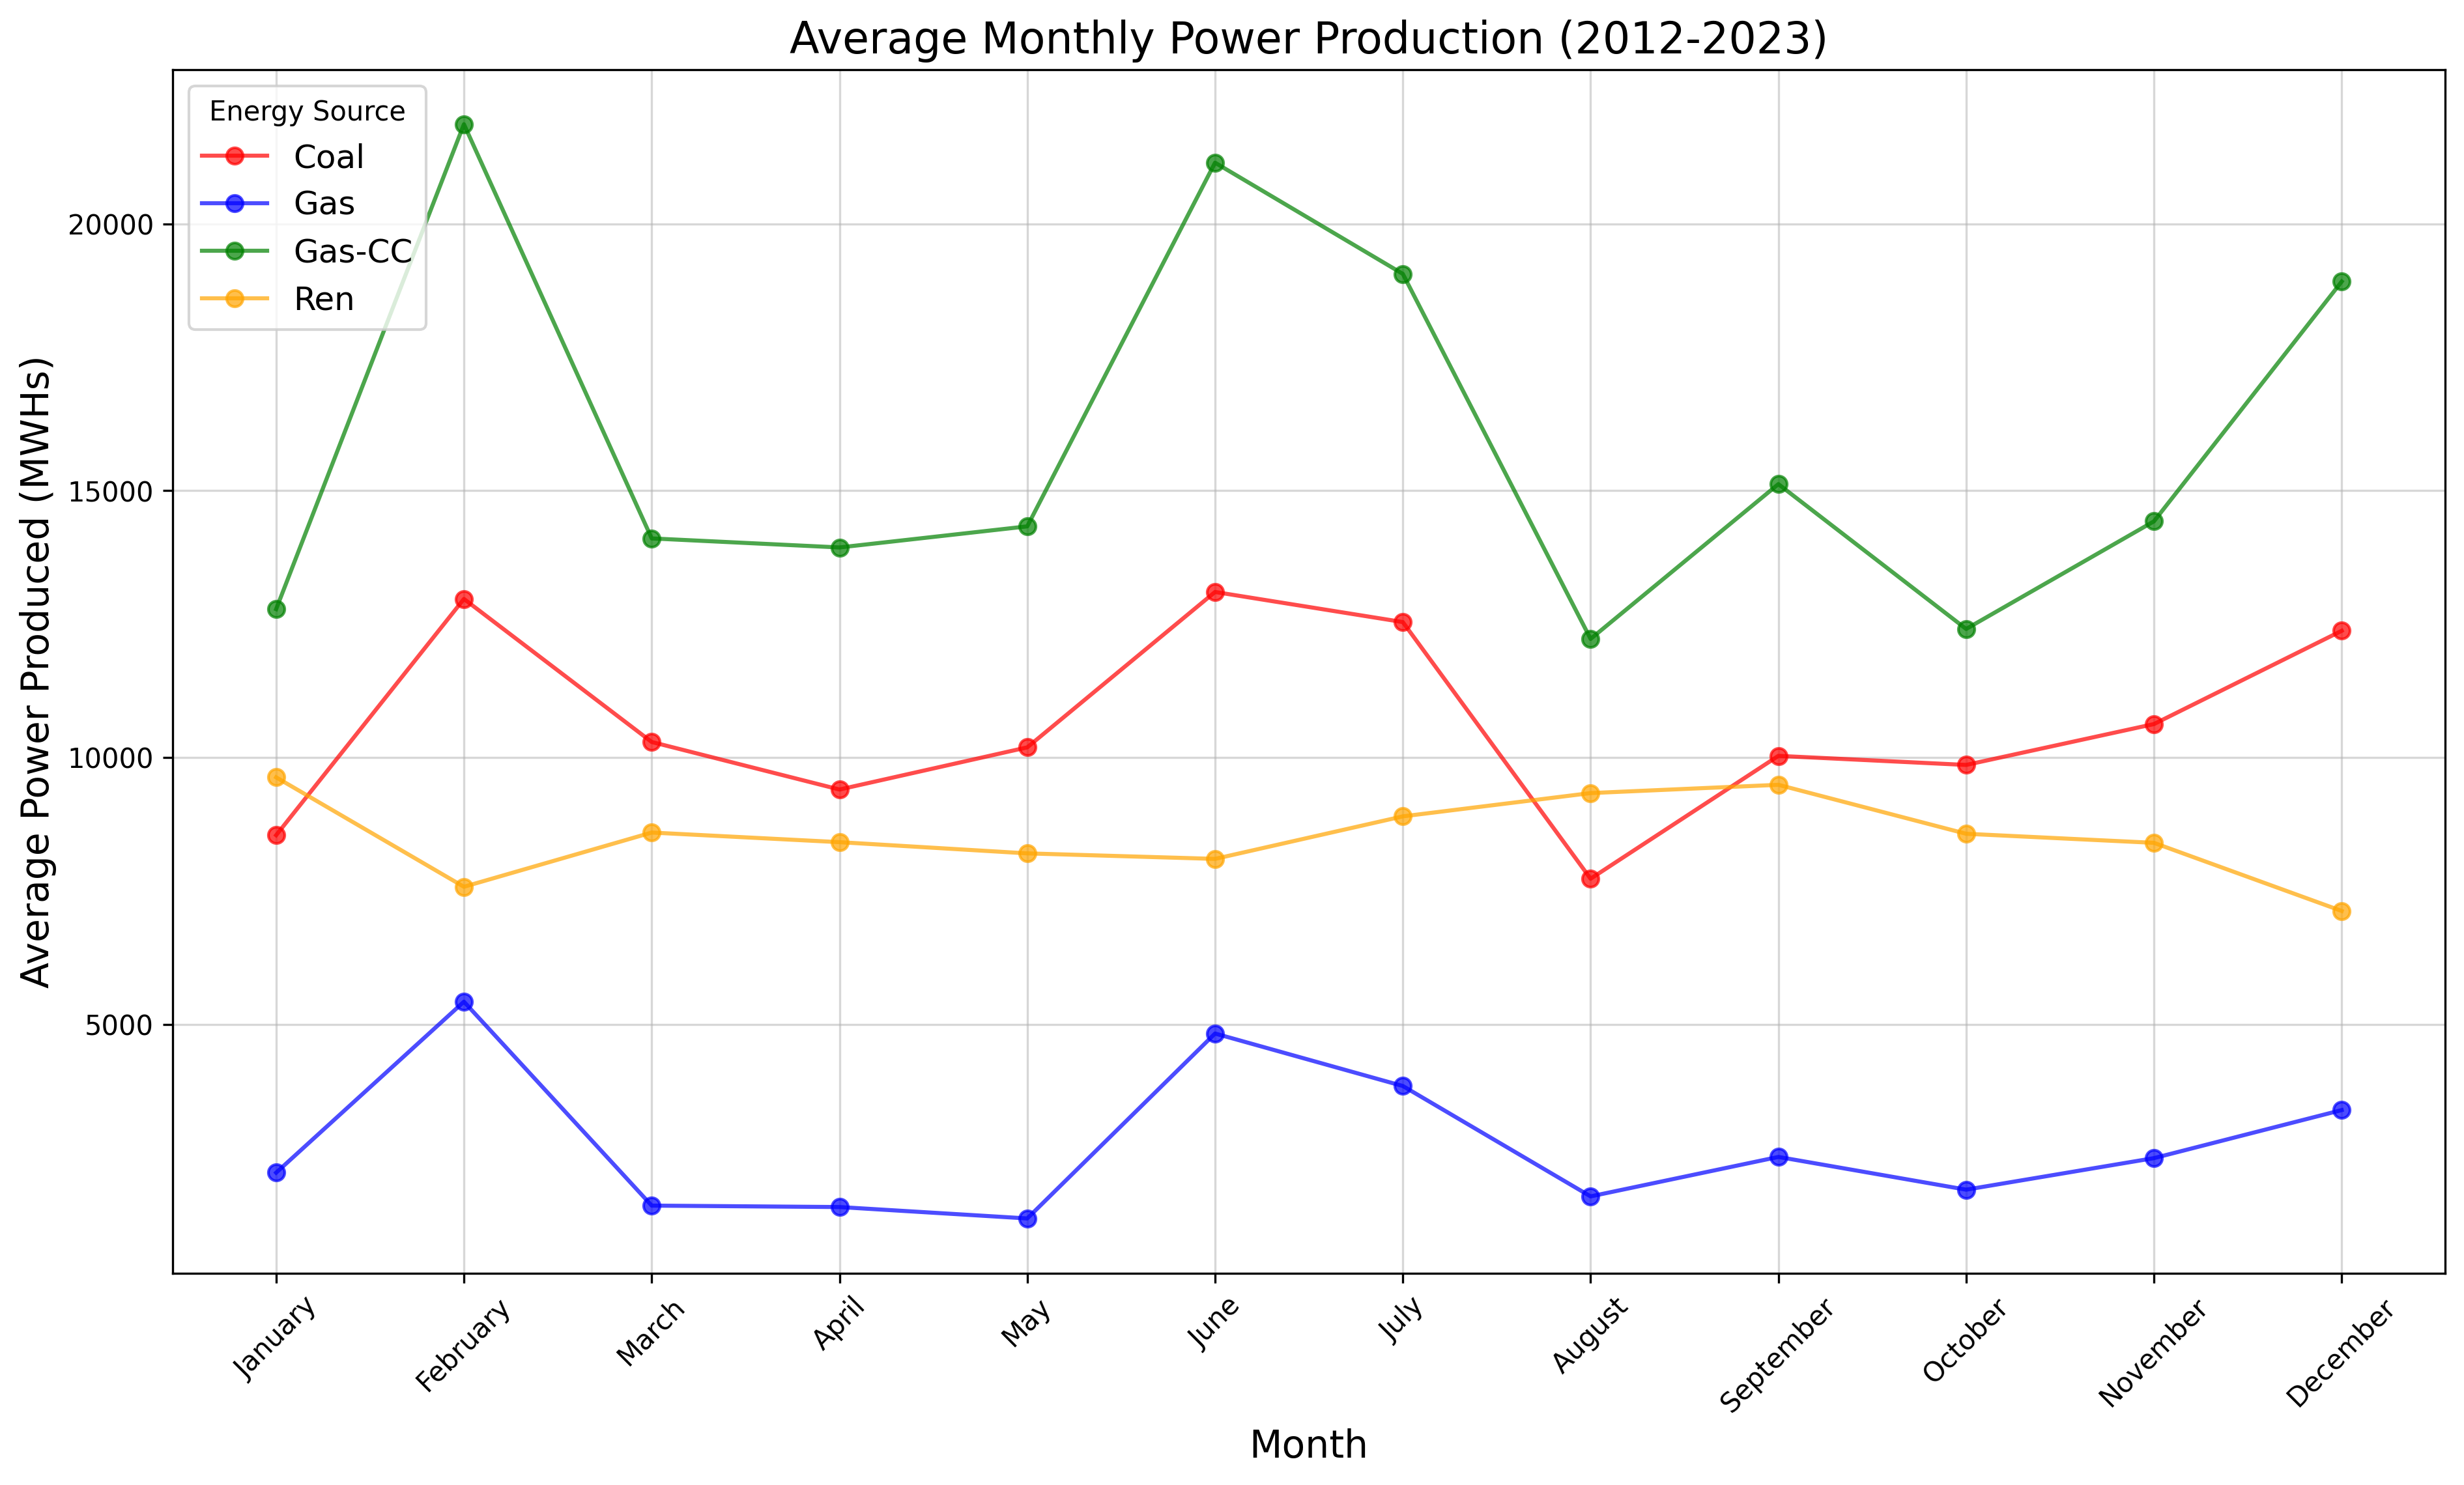 Average Monthly Power Production (2012-2023)
Energy Source
Coal
Gas
Gas-CC
Ren
Average Power Produced (MWHs)
20000
15000
10000
5000
January
February
March
April
May
June
July
August
September
October
November
December
Month